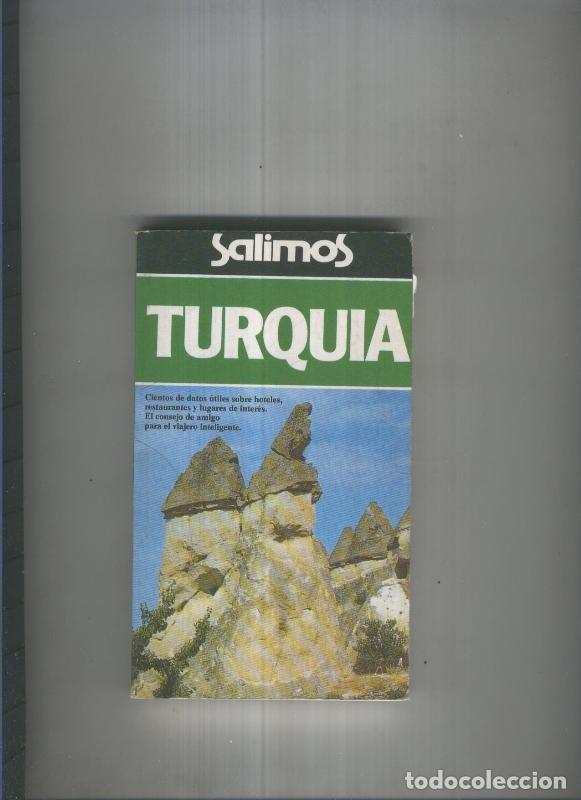 Salimos
TURQUIA
Cientos de datos útiles sobre hoteles,
restaurantes y lugares de interés.
El consejo de amigo
para el viajero inteligente.
todocoleccion